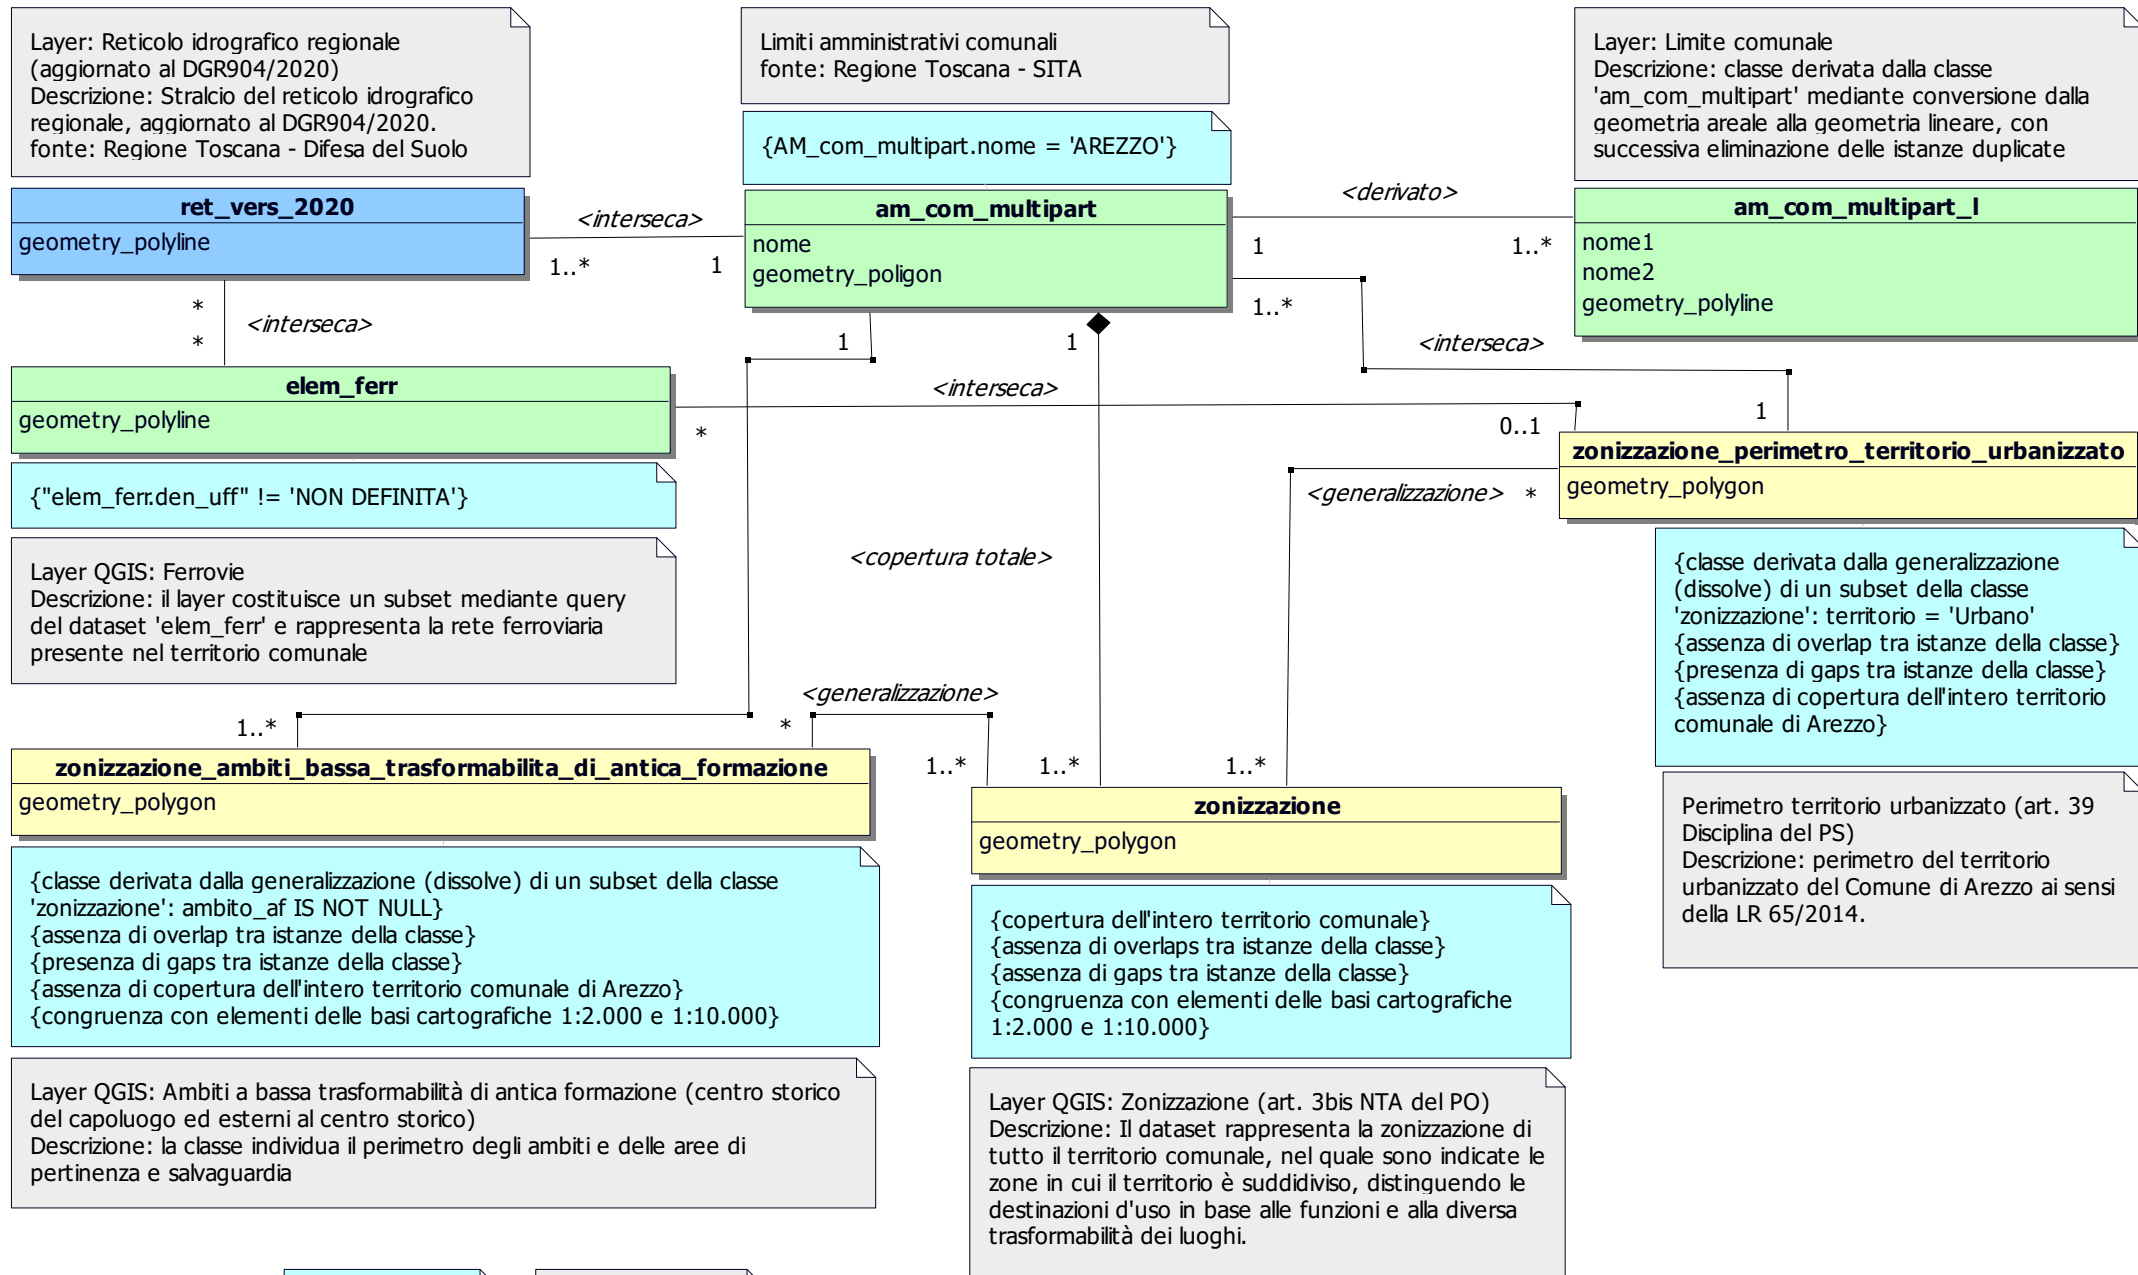 Layer: Reticolo idrografico regionale
(aggiornato al DGR904/2020)
Descrizione: Stralcio del reticolo idrografico
regionale, aggiornato al DGR904/2020.
fonte: Regione Toscana - Difesa del Suolo
Limiti amministrativi comunali
fonte: Regione Toscana - SITA
{AM_com_multipart.nome = 'AREZZO'}
Layer: Limite comunale
Descrizione: classe derivata dalla classe
'am_com_multipart' mediante conversione dalla
geometria areale alla geometria lineare, con
successiva eliminazione delle istanze duplicate
ret_vers_2020
geometry_polyline
<interseca>
1..*
1
am_com_multipart
nome
geometry_poligon
<derivato>
1
1..*
am_com_multipart_l
nome1
nome2
geometry_polyline
*
<interseca>
*
1
1
1..*
<interseca>
1
elem_ferr
geometry_polyline
<interseca>
*
0..1
zonizzazione_perimetro_territorio_urbanizzato
geometry_polygon
{"elem_ferr.den_uff" != 'NON DEFINITA'}
<generalizzazione>
*
Layer QGIS: Ferrovie
Descrizione: il layer costituisce un subset mediante query
del dataset 'elem_ferr' e rappresenta la rete ferroviaria
presente nel territorio comunale
<copertura totale>
{classe derivata dalla generalizzazione
(dissolve) di un subset della classe
'zonizzazione': territorio = 'Urbano'
{assenza di overlap tra istanze della classe}
{presenza di gaps tra istanze della classe}
{assenza di copertura dell'intero territorio
comunale di Arezzo}
<generalizzazione>
1..*
*
1..*
1..*
1..*
zonizzazione_ambiti_bassa_trasformabilita_di_antica_formazione
geometry_polygon
zonizzazione
geometry_polygon
Perimetro territorio urbanizzato (art. 39
Disciplina del PS)
Descrizione: perimetro del territorio
urbanizzato del Comune di Arezzo ai sensi
della LR 65/2014.
{classe derivata dalla generalizzazione (dissolve) di un subset della classe
'zonizzazione': ambito_af IS NOT NULL}
{assenza di overlap tra istanze della classe}
{presenza di gaps tra istanze della classe}
{assenza di copertura dell'intero territorio comunale di Arezzo}
{congruenza con elementi delle basi cartografiche 1:2.000 e 1:10.000}
{copertura dell'intero territorio comunale}
{assenza di overlaps tra istanze della classe}
{assenza di gaps tra istanze della classe}
{congruenza con elementi delle basi cartografiche
1:2.000 e 1:10.000}
Layer QGIS: Ambiti a bassa trasformabilità di antica formazione (centro storico
del capoluogo ed esterni al centro storico)
Descrizione: la classe individua il perimetro degli ambiti e delle aree di
pertinenza e salvaguardia
Layer QGIS: Zonizzazione (art. 3bis NTA del PO)
Descrizione: Il dataset rappresenta la zonizzazione di
tutto il territorio comunale, nel quale sono indicate le
zone in cui il territorio è suddidiviso, distinguendo le
destinazioni d'uso in base alle funzioni e alla diversa
trasformabilità dei luoghi.